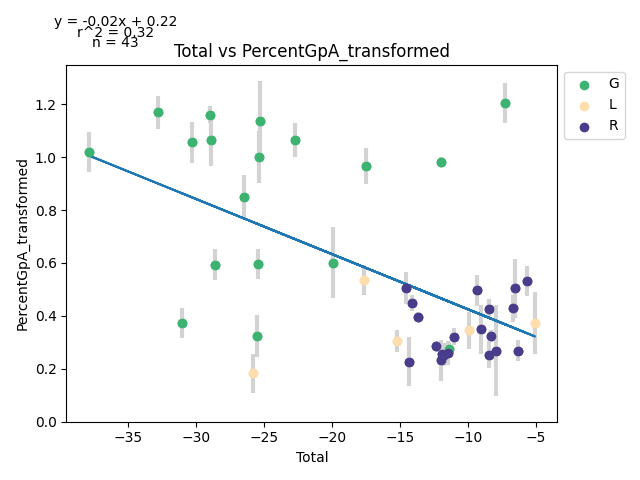 y = -0.02x + 0.22
r^2 = 0.32
n = 43
Total vs PercentGpA_transformed
G
L
R
PercentGpA_transformed
1.2
1.0
0.8
0.6
0.4
0.2
0.0
−35 −30 −25 −20 −15 −10 −5
Total